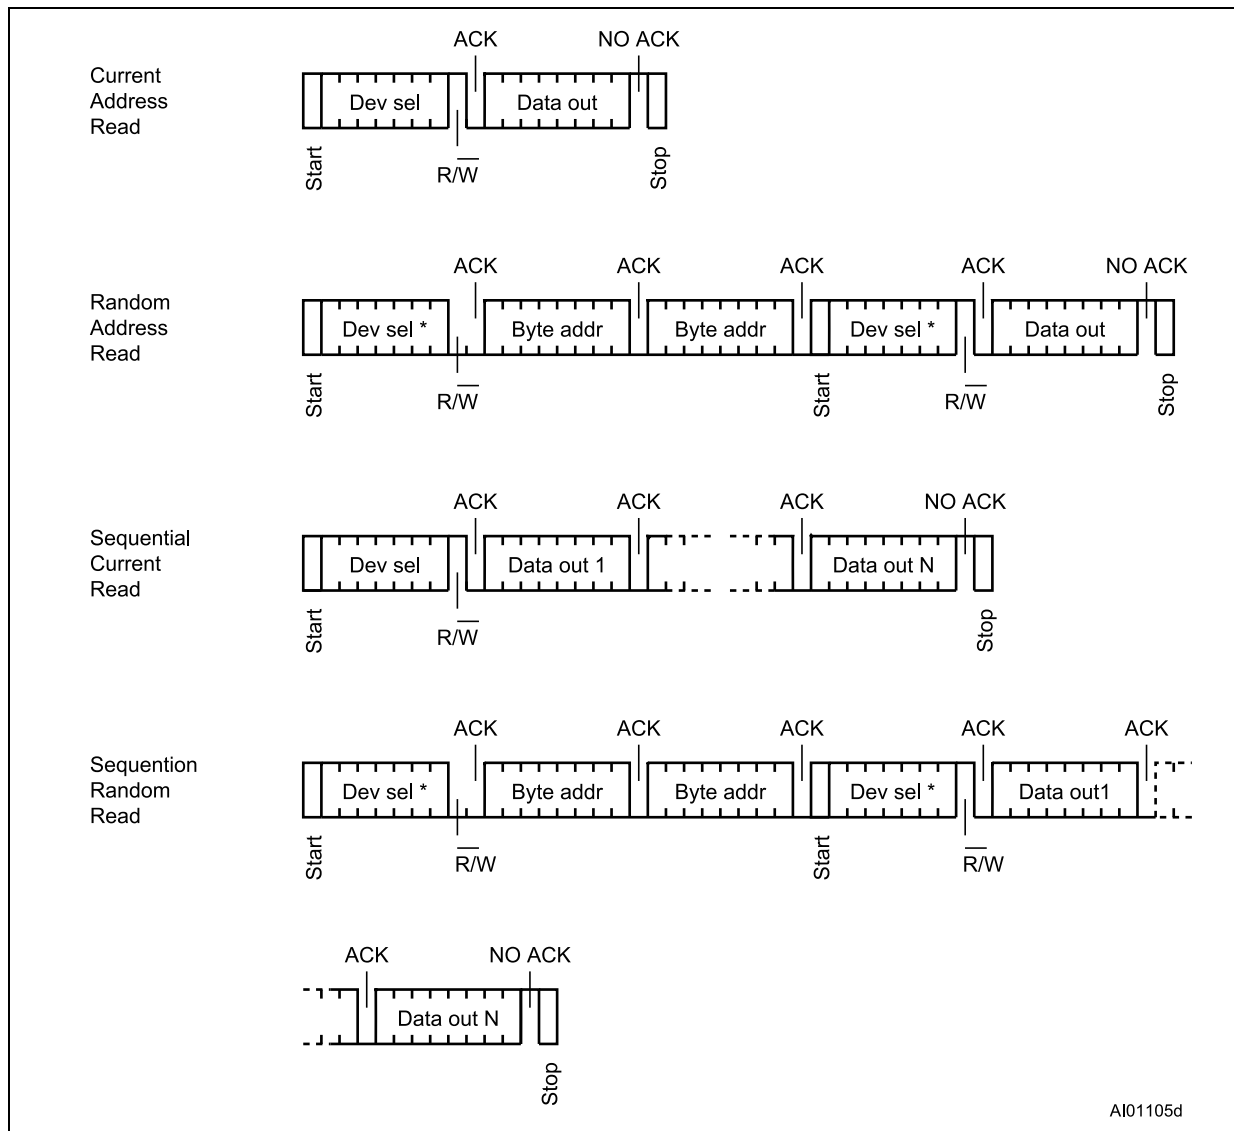 ACK NO ACK
Current
Address
Read
Dev sel Data out
Start R/W̅ Stop
ACK ACK ACK ACK NO ACK
Random
Address
Read
Dev sel * Byte addr Byte addr Dev sel * Data out
Start R/W̅ Start R/W̅ Stop
ACK ACK ACK NO ACK
Sequential
Current
Read
Dev sel Data out 1 Data out N
Start R/W̅ Stop
ACK ACK ACK ACK ACK
Sequention
Random
Read
Dev sel * Byte addr Byte addr Dev sel * Data out1
Start R̅/W Start R̅/W
ACK NO ACK
Data out N
Stop
AI01105d